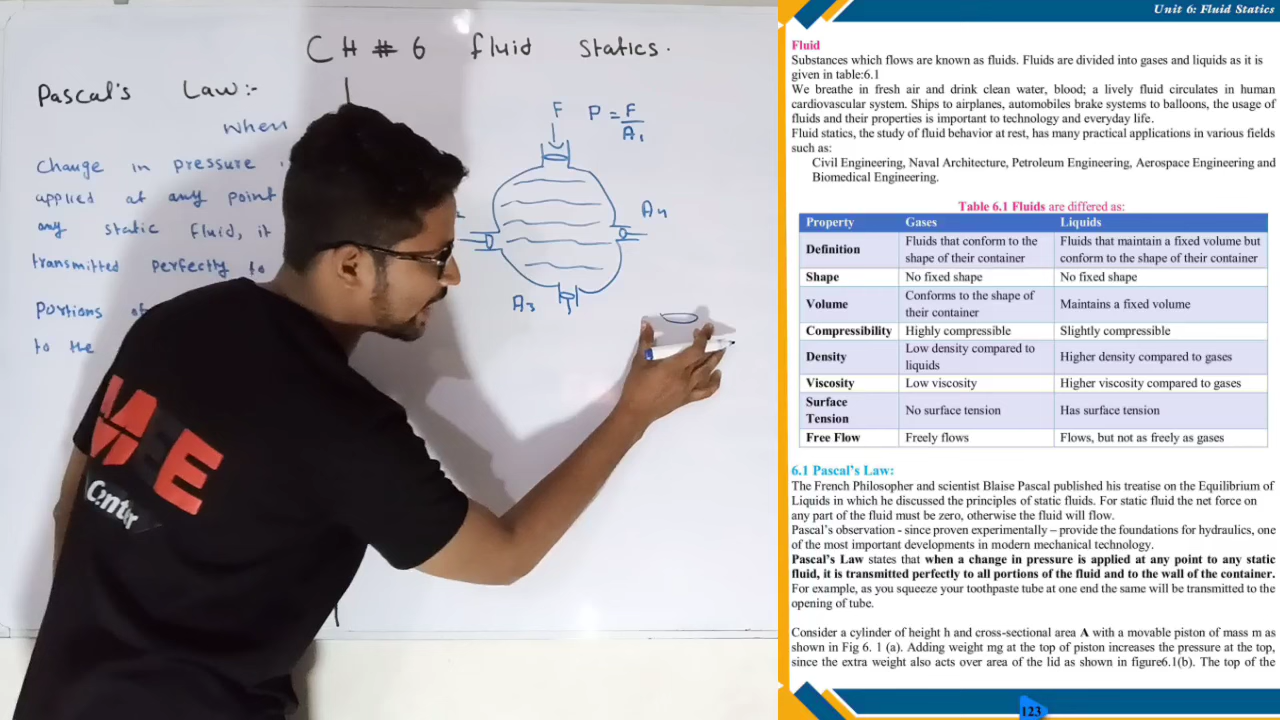 CH # 6 fluid statics.
Pascal's Law :-
When
Change in pressure
applied at any point
any static fluid, it
transmitted perfectly to
Portions of
to the
F
P = F
A1
A4
A3
MEE
Center
Unit 6: Fluid Statics
Fluid
Substances which flows are known as fluids. Fluids are divided into gases and liquids as it is
given in table:6.1
We breathe in fresh air and drink clean water, blood; a lively fluid circulates in human
cardiovascular system. Ships to airplanes, automobiles brake systems to balloons, the usage of
fluids and their properties is important to technology and everyday life.
Fluid statics, the study of fluid behavior at rest, has many practical applications in various fields
such as:
Civil Engineering, Naval Architecture, Petroleum Engineering, Aerospace Engineering and
Biomedical Engineering.
Table 6.1 Fluids are differed as:
Property Gases Liquids
Definition Fluids that conform to the shape of their container Fluids that maintain a fixed volume but conform to the shape of their container
Shape No fixed shape No fixed shape
Volume Conforms to the shape of their container Maintains a fixed volume
Compressibility Highly compressible Slightly compressible
Density Low density compared to liquids Higher density compared to gases
Viscosity Low viscosity Higher viscosity compared to gases
Surface Tension No surface tension Has surface tension
Free Flow Freely flows Flows, but not as freely as gases
6.1 Pascal's Law:
The French Philosopher and scientist Blaise Pascal published his treatise on the Equilibrium of
Liquids in which he discussed the principles of static fluids. For static fluid the net force on
any part of the fluid must be zero, otherwise the fluid will flow.
Pascal's observation - since proven experimentally – provide the foundations for hydraulics, one
of the most important developments in modern mechanical technology.
Pascal's Law states that when a change in pressure is applied at any point to any static
fluid, it is transmitted perfectly to all portions of the fluid and to the wall of the container.
For example, as you squeeze your toothpaste tube at one end the same will be transmitted to the
opening of tube.
Consider a cylinder of height h and cross-sectional area A with a movable piston of mass m as
shown in Fig 6. 1 (a). Adding weight mg at the top of piston increases the pressure at the top,
since the extra weight also acts over area of the lid as shown in figure6.1(b). The top of the
123